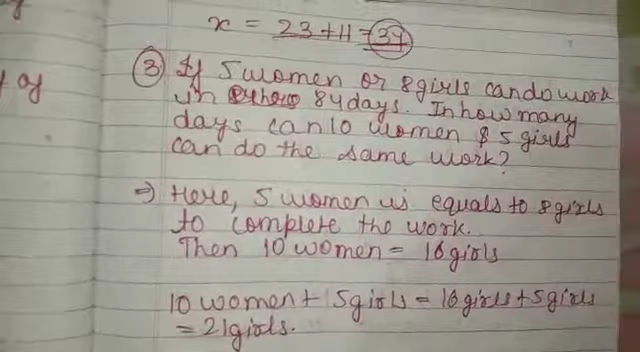 x = 23+11=34
③ If 5 women or 8 girls can do work
in 84 days. In how many
days can 10 women & 5 girls
can do the same work?
⇒ Here, 5 women is equals to 8 girls
to complete the work.
Then 10 women = 16 girls
10 women + 5 girls = 16 girls + 5 girls
= 21 girls.
of